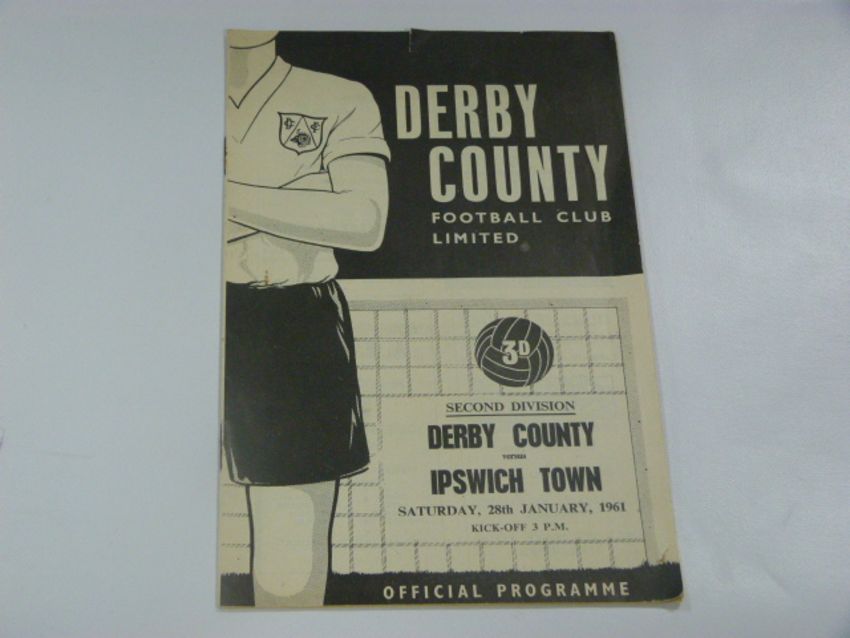 DERBY
COUNTY
FOOTBALL CLUB
LIMITED
3D
SECOND DIVISION
DERBY COUNTY
versus
IPSWICH TOWN
SATURDAY, 28th JANUARY, 1961
KICK-OFF 3 P.M.
OFFICIAL PROGRAMME